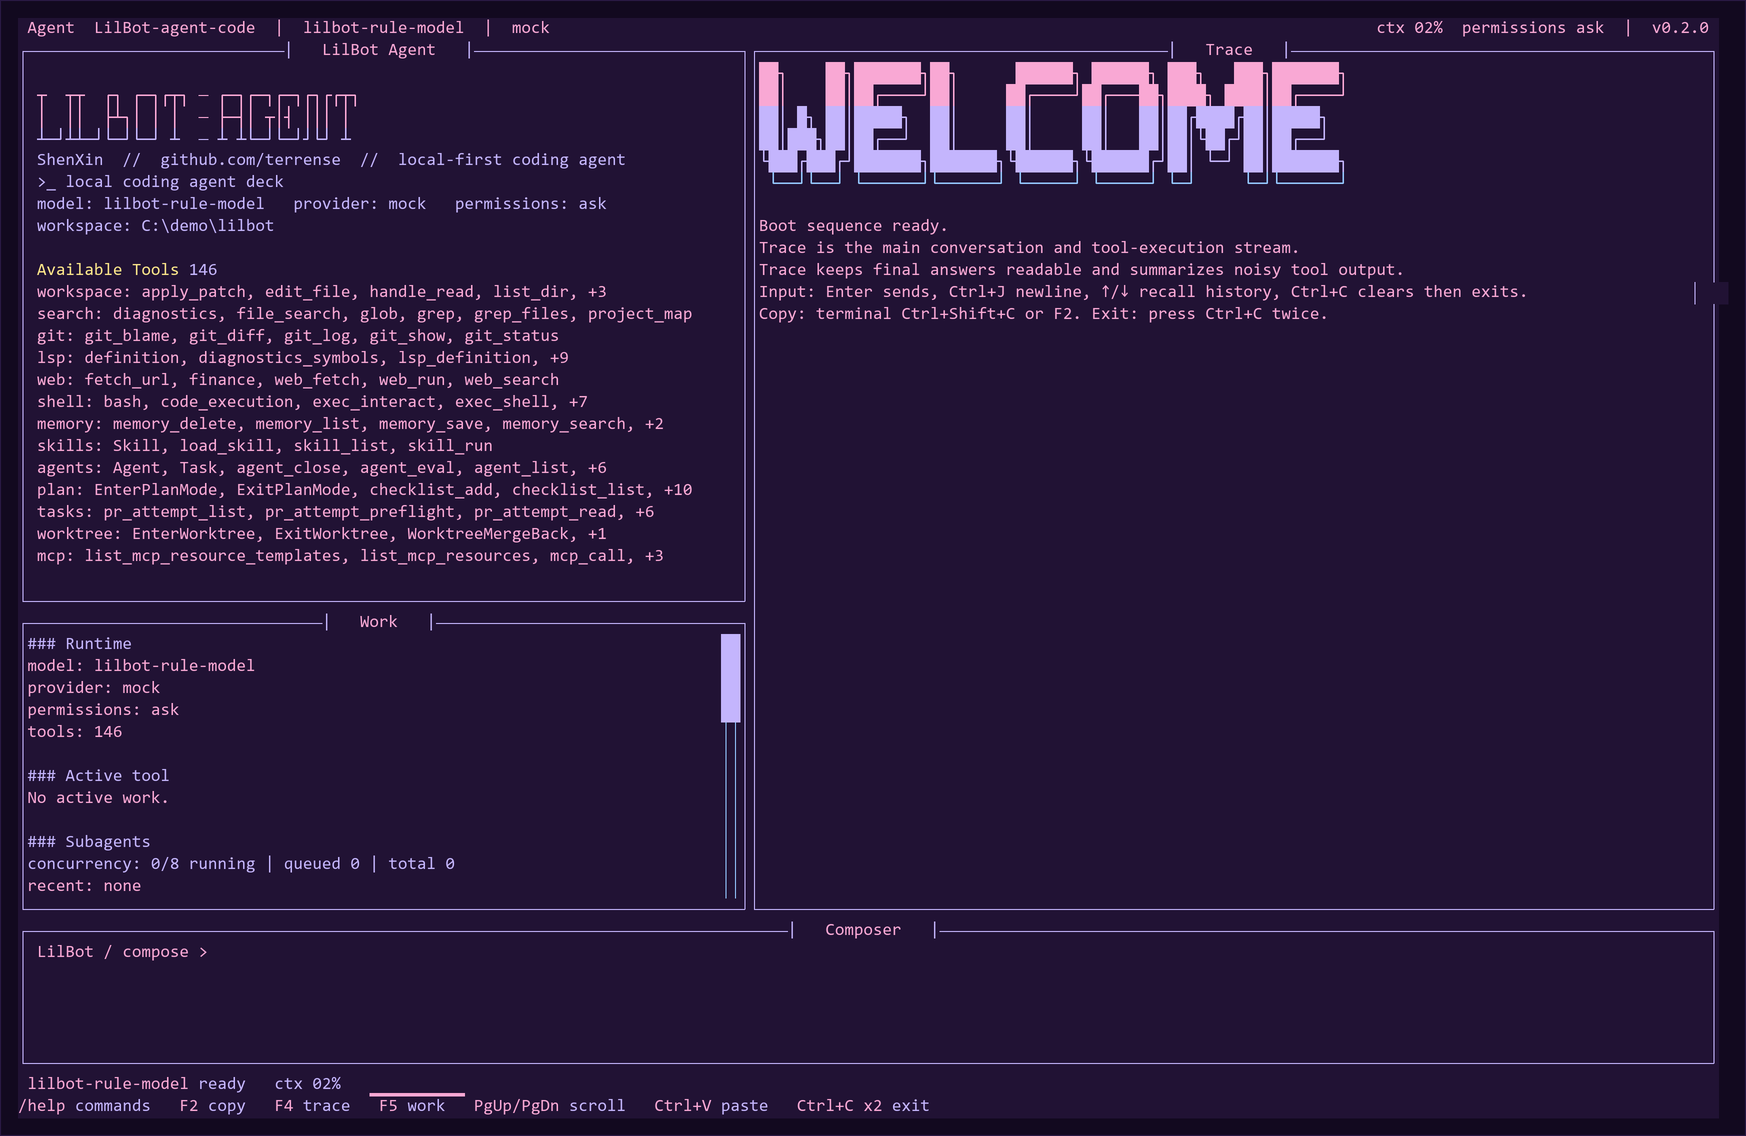 Agent  LilBot-agent-code  |  lilbot-rule-model  |  mock
ctx 02%  permissions ask  |  v0.2.0
LilBot Agent
LILBOT-AGENT
ShenXin  //  github.com/terrense  //  local-first coding agent
>_ local coding agent deck
model: lilbot-rule-model   provider: mock   permissions: ask
workspace: C:\demo\lilbot
Available Tools 146
workspace: apply_patch, edit_file, handle_read, list_dir, +3
search: diagnostics, file_search, glob, grep, grep_files, project_map
git: git_blame, git_diff, git_log, git_show, git_status
lsp: definition, diagnostics_symbols, lsp_definition, +9
web: fetch_url, finance, web_fetch, web_run, web_search
shell: bash, code_execution, exec_interact, exec_shell, +7
memory: memory_delete, memory_list, memory_save, memory_search, +2
skills: Skill, load_skill, skill_list, skill_run
agents: Agent, Task, agent_close, agent_eval, agent_list, +6
plan: EnterPlanMode, ExitPlanMode, checklist_add, checklist_list, +10
tasks: pr_attempt_list, pr_attempt_preflight, pr_attempt_read, +6
worktree: EnterWorktree, ExitWorktree, WorktreeMergeBack, +1
mcp: list_mcp_resource_templates, list_mcp_resources, mcp_call, +3
Work
### Runtime
model: lilbot-rule-model
provider: mock
permissions: ask
tools: 146
### Active tool
No active work.
### Subagents
concurrency: 0/8 running | queued 0 | total 0
recent: none
Trace
WELCOME
Boot sequence ready.
Trace is the main conversation and tool-execution stream.
Trace keeps final answers readable and summarizes noisy tool output.
Input: Enter sends, Ctrl+J newline, ↑/↓ recall history, Ctrl+C clears then exits.
Copy: terminal Ctrl+Shift+C or F2. Exit: press Ctrl+C twice.
Composer
LilBot / compose >
lilbot-rule-model ready   ctx 02%
/help commands   F2 copy   F4 trace   F5 work   PgUp/PgDn scroll   Ctrl+V paste   Ctrl+C x2 exit